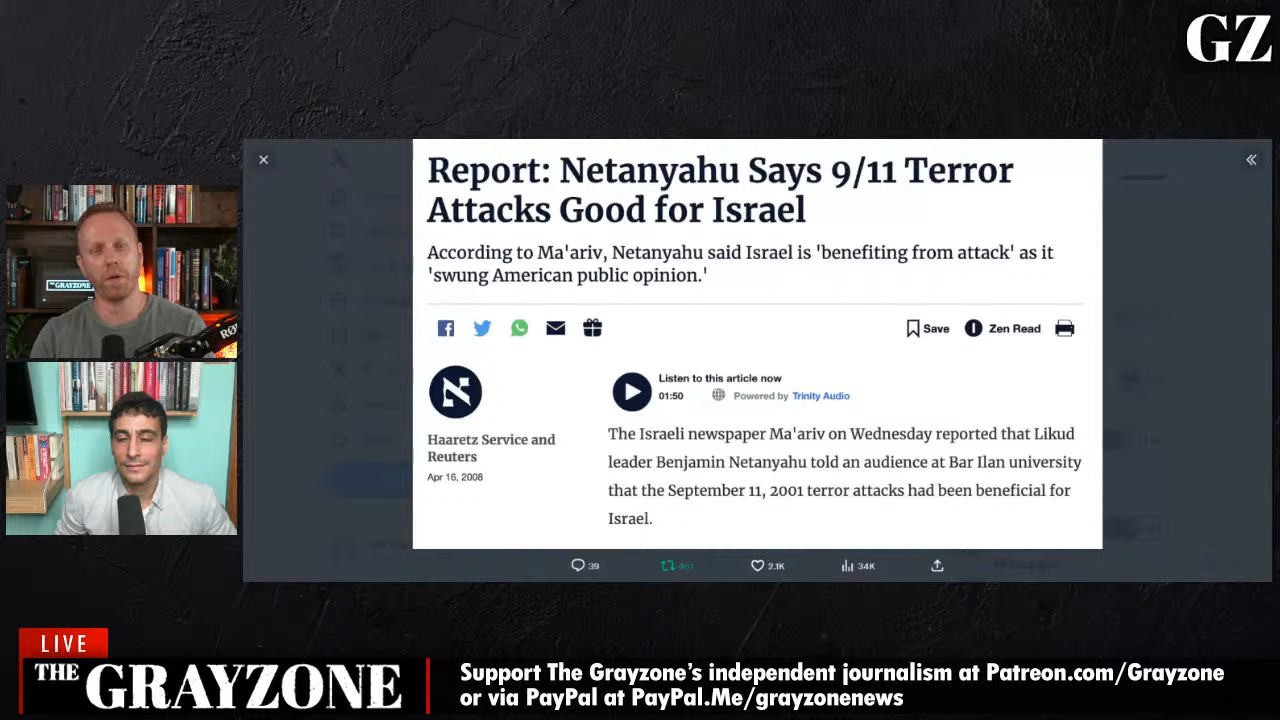 GZ
Report: Netanyahu Says 9/11 Terror
Attacks Good for Israel
According to Ma'ariv, Netanyahu said Israel is 'benefiting from attack' as it
'swung American public opinion.'
Save
Zen Read
Listen to this article now
01:50
Powered by Trinity Audio
Haaretz Service and
Reuters
Apr 16, 2008
The Israeli newspaper Ma'ariv on Wednesday reported that Likud
leader Benjamin Netanyahu told an audience at Bar Ilan university
that the September 11, 2001 terror attacks had been beneficial for
Israel.
39
461
2.1K
34K
THE GRAYZONE
LIVE
THE GRAYZONE
Support The Grayzone's independent journalism at Patreon.com/Grayzone
or via PayPal at PayPal.Me/grayzonenews